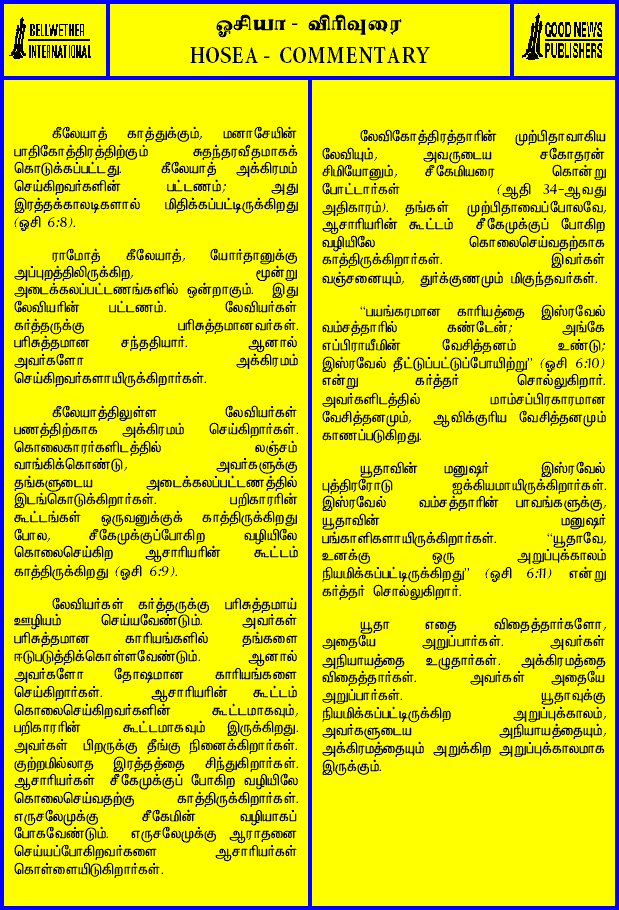 BELLWETHER
INTERNATIONAL
ஓசியா - விரிவுரை
HOSEA - COMMENTARY
GOOD NEWS
PUBLISHERS
கீலேயாத் காத்துக்கும், மனாசேயின்
பாதிகோத்திரத்திற்கும் சுதந்தரவீதமாகக்
கொடுக்கப்பட்டது. கீலேயாத் அக்கிரமம்
செய்கிறவர்களின் பட்டணம்; அது
இரத்தக்காலடிகளால் மிதிக்கப்பட்டிருக்கிறது
(ஓசி 6:8).
ராமோத் கீலேயாத், யோர்தானுக்கு
அப்புறத்திலிருக்கிற, மூன்று
அடைக்கலப்பட்டணங்களில் ஒன்றாகும். இது
லேவியரின் பட்டணம். லேவியர்கள்
கர்த்தருக்கு பரிசுத்தமானவர்கள்.
பரிசுத்தமான சந்ததியார். ஆனால்
அவர்களோ அக்கிரமம்
செய்கிறவர்களாயிருக்கிறார்கள்.
கீலேயாத்திலுள்ள லேவியர்கள்
பணத்திற்காக அக்கிரமம் செய்கிறார்கள்.
கொலைகாரர்களிடத்தில் லஞ்சம்
வாங்கிக்கொண்டு, அவர்களுக்கு
தங்களுடைய அடைக்கலப்பட்டணத்தில்
இடங்கொடுக்கிறார்கள். பறிகாரரின்
கூட்டங்கள் ஒருவனுக்குக் காத்திருக்கிறது
போல, சீகேமுக்குப்போகிற வழியிலே
கொலைசெய்கிற ஆசாரியரின் கூட்டம்
காத்திருக்கிறது (ஓசி 6:9).
லேவியர்கள் கர்த்தருக்கு பரிசுத்தமாய்
ஊழியம் செய்யவேண்டும். அவர்கள்
பரிசுத்தமான காரியங்களில் தங்களை
ஈடுபடுத்திக்கொள்ளவேண்டும். ஆனால்
அவர்களோ தோஷமான காரியங்களை
செய்கிறார்கள். ஆசாரியரின் கூட்டம்
கொலைசெய்கிறவர்களின் கூட்டமாகவும்,
பறிகாரரின் கூட்டமாகவும் இருக்கிறது.
அவர்கள் பிறருக்கு தீங்கு நினைக்கிறார்கள்.
குற்றமில்லாத இரத்தத்தை சிந்துகிறார்கள்.
ஆசாரியர்கள் சீகேமுக்குப் போகிற வழியிலே
கொலைசெய்வதற்கு காத்திருக்கிறார்கள்.
எருசலேமுக்கு சீகேமின் வழியாகப்
போகவேண்டும். எருசலேமுக்கு ஆராதனை
செய்யப்போகிறவர்களை ஆசாரியர்கள்
கொள்ளையிடுகிறார்கள்.
லேவிகோத்திரத்தாரின் முற்பிதாவாகிய
லேவியும், அவருடைய சகோதரன்
சிமியோனும், சீகேமியரை கொன்று
போட்டார்கள் (ஆதி 34-ஆவது
அதிகாரம்). தங்கள் முற்பிதாவைப்போலவே,
ஆசாரியரின் கூட்டம் சீகேமுக்குப் போகிற
வழியிலே கொலைசெய்வதற்காக
காத்திருக்கிறார்கள். இவர்கள்
வஞ்சனையும், துர்க்குணமும் மிகுந்தவர்கள்.
“பயங்கரமான காரியத்தை இஸ்ரவேல்
வம்சத்தாரில் கண்டேன்; அங்கே
எப்பிராயீமின் வேசித்தனம் உண்டு;
இஸ்ரவேல் தீட்டுப்பட்டுப்போயிற்று” (ஓசி 6:10)
என்று கர்த்தர் சொல்லுகிறார்.
அவர்களிடத்தில் மாம்சப்பிரகாரமான
வேசித்தனமும், ஆவிக்குரிய வேசித்தனமும்
காணப்படுகிறது.
யூதாவின் மனுஷர் இஸ்ரவேல்
புத்திரரோடு ஐக்கியமாயிருக்கிறார்கள்.
இஸ்ரவேல் வம்சத்தாரின் பாவங்களுக்கு,
யூதாவின் மனுஷர்
பங்காளிகளாயிருக்கிறார்கள். “யூதாவே,
உனக்கு ஒரு அறுப்புக்காலம்
நியமிக்கப்பட்டிருக்கிறது” (ஓசி 6:11) என்று
கர்த்தர் சொல்லுகிறார்.
யூதா எதை விதைத்தார்களோ,
அதையே அறுப்பார்கள். அவர்கள்
அநியாயத்தை உழுதார்கள். அக்கிரமத்தை
விதைத்தார்கள். அவர்கள் அதையே
அறுப்பார்கள். யூதாவுக்கு
நியமிக்கப்பட்டிருக்கிற அறுப்புக்காலம்,
அவர்களுடைய அநியாயத்தையும்,
அக்கிரமத்தையும் அறுக்கிற அறுப்புக்காலமாக
இருக்கும்.